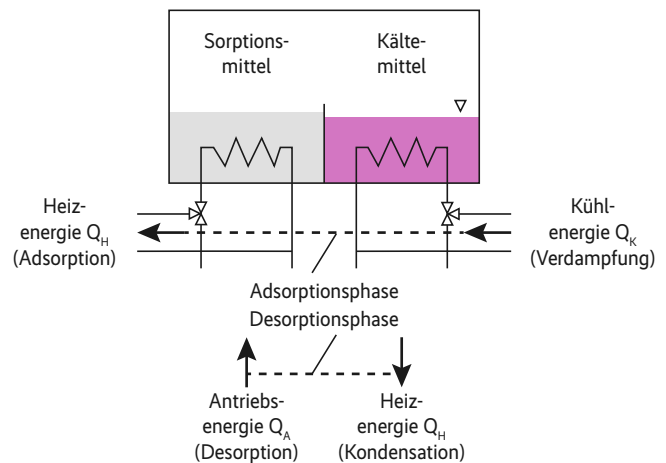 Sorptions-
mittel
Kälte-
mittel
Heiz-
energie Q_H
(Adsorption)
Kühl-
energie Q_K
(Verdampfung)
Adsorptionsphase
Desorptionsphase
Antriebs-
energie Q_A
(Desorption)
Heiz-
energie Q_H
(Kondensation)